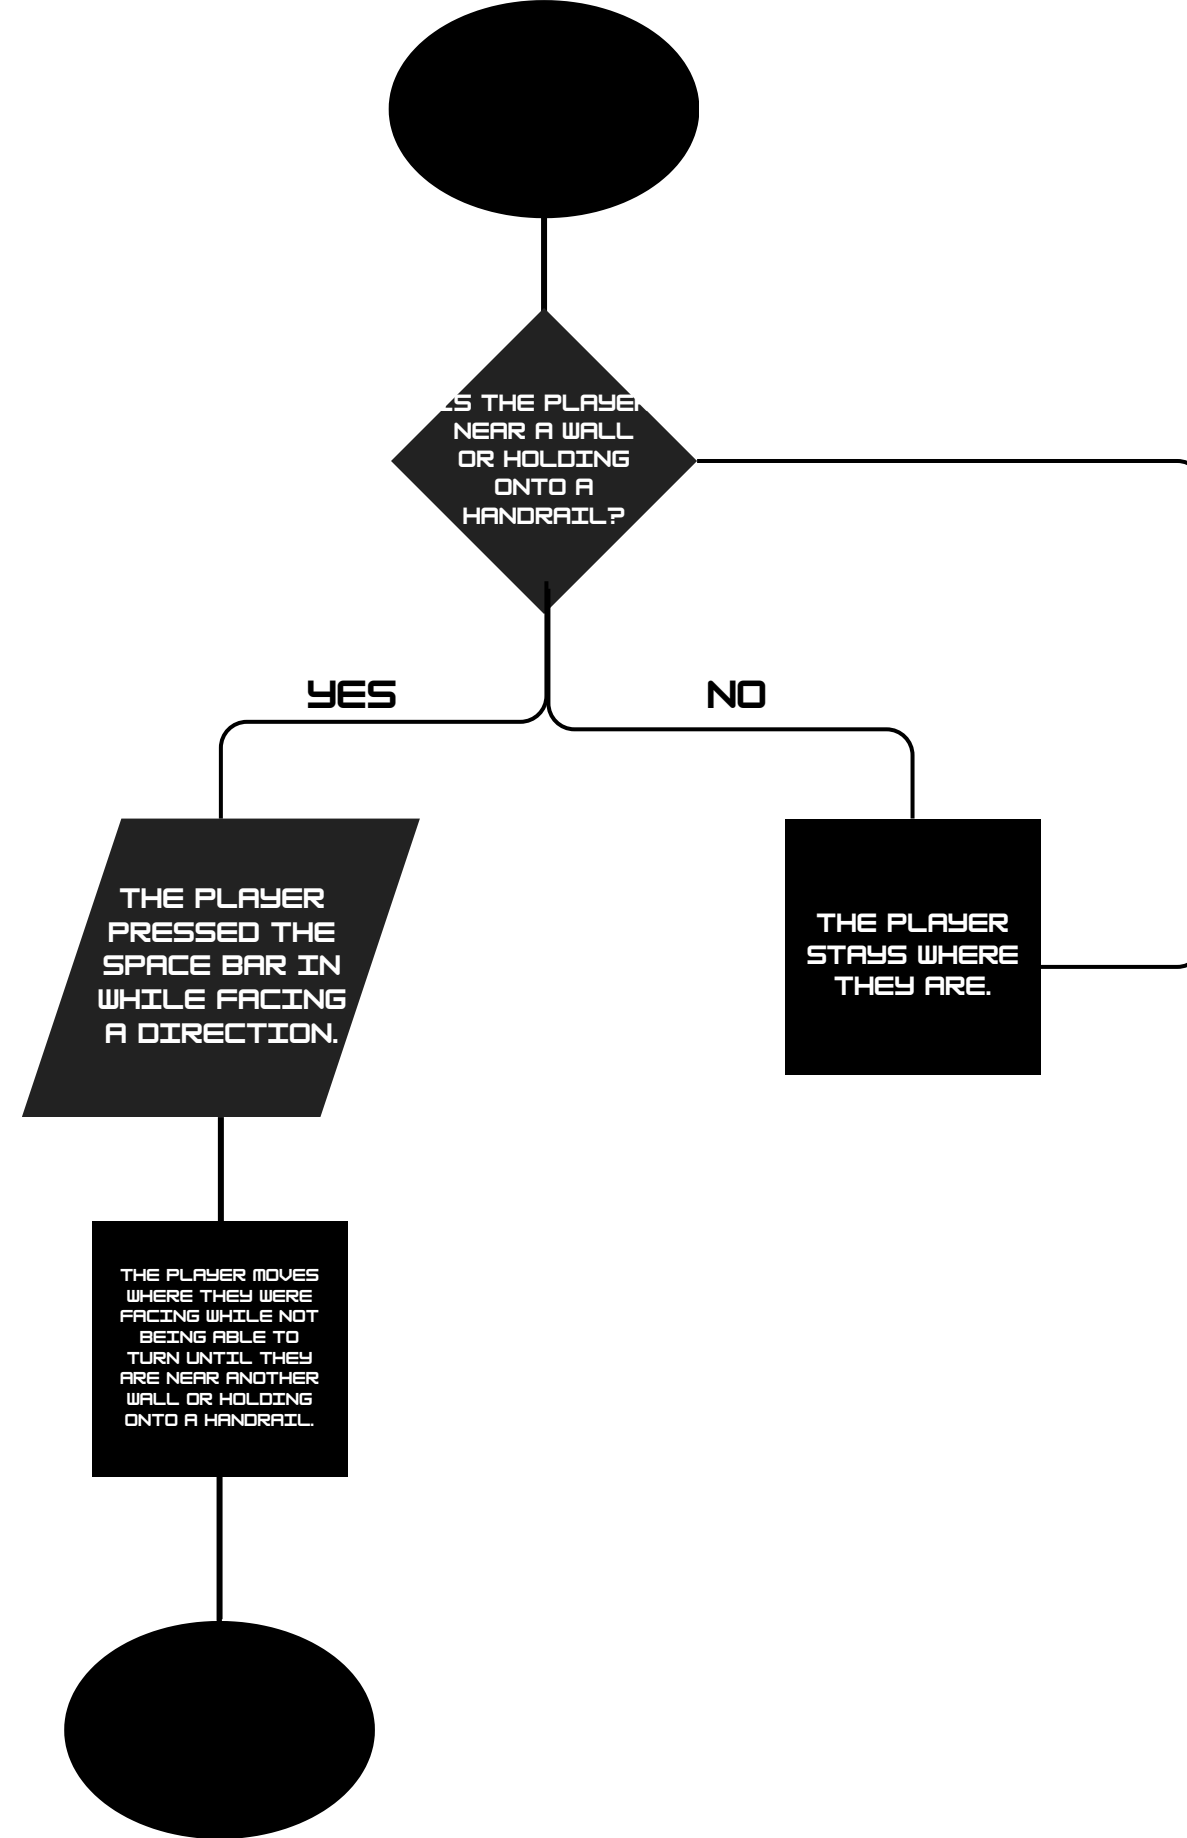 IS THE PLAYER
NEAR A WALL
OR HOLDING
ONTO A
HANDRAIL?
YES
NO
THE PLAYER
PRESSED THE
SPACE BAR IN
WHILE FACING
A DIRECTION.
THE PLAYER
STAYS WHERE
THEY ARE.
THE PLAYER MOVES
WHERE THEY WERE
FACING WHILE NOT
BEING ABLE TO
TURN UNTIL THEY
ARE NEAR ANOTHER
WALL OR HOLDING
ONTO A HANDRAIL.